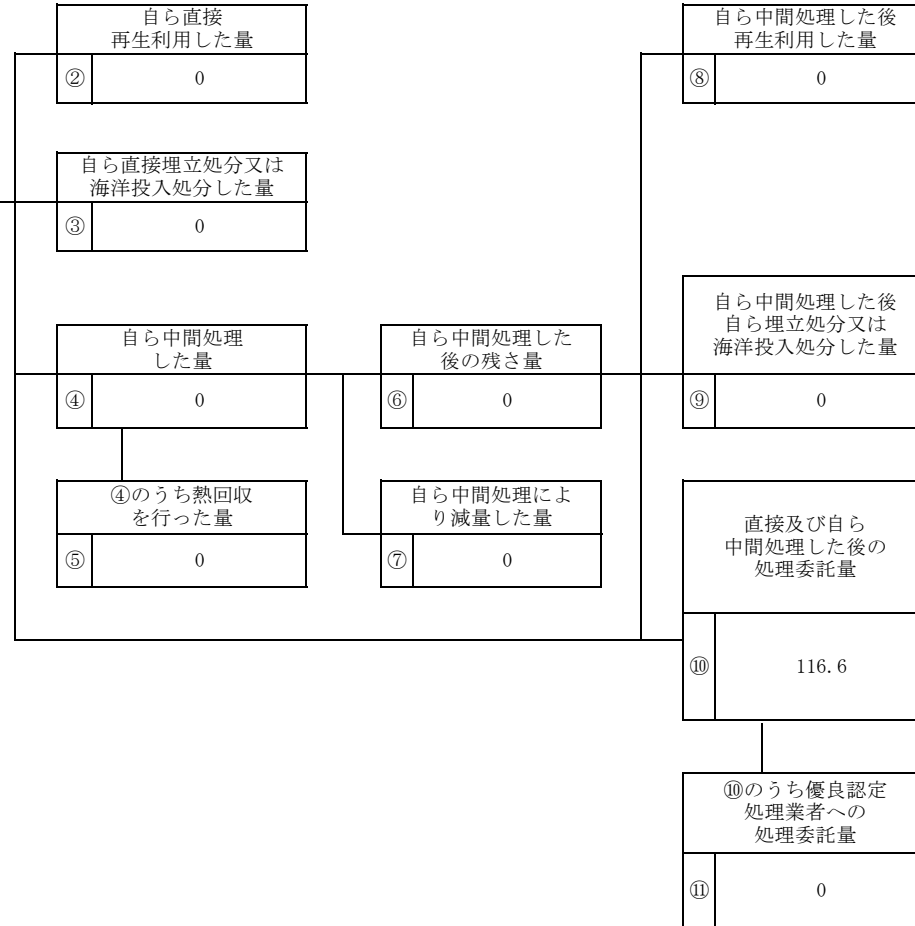 自ら直接
再生利用した量
② 0
自ら中間処理した後
再生利用した量
⑧ 0
自ら直接埋立処分又は
海洋投入処分した量
③ 0
自ら中間処理
した量
④ 0
自ら中間処理した
後の残さ量
⑥ 0
自ら中間処理した後
自ら埋立処分又は
海洋投入処分した量
⑨ 0
④のうち熱回収
を行った量
⑤ 0
自ら中間処理によ
り減量した量
⑦ 0
直接及び自ら
中間処理した後の
処理委託量
⑩ 116.6
⑩のうち優良認定
処理業者への
処理委託量
⑪ 0